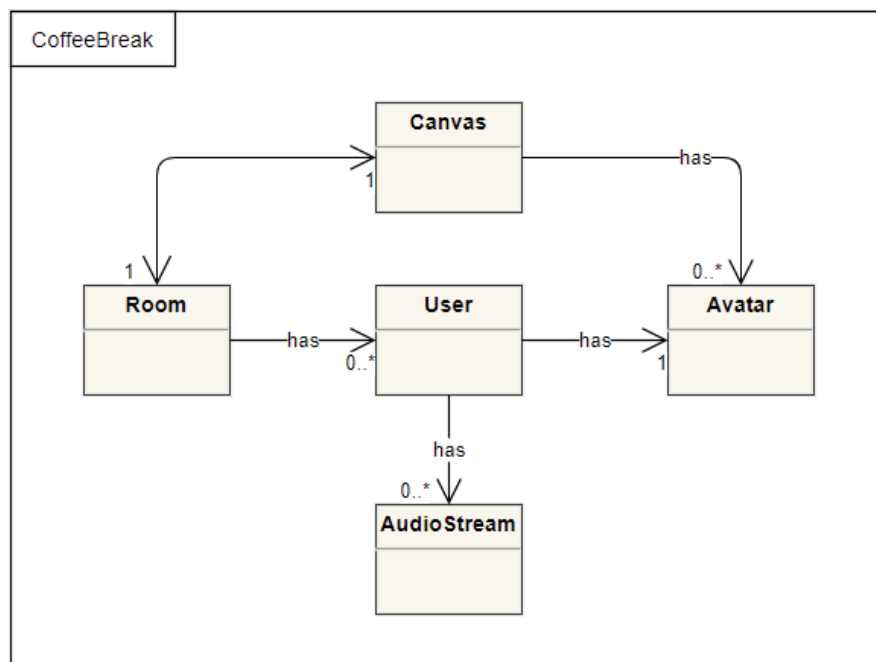 CoffeeBreak
Canvas
has
1
1
0..*
Room
User
Avatar
has
has
0..*
1
has
0..*
AudioStream